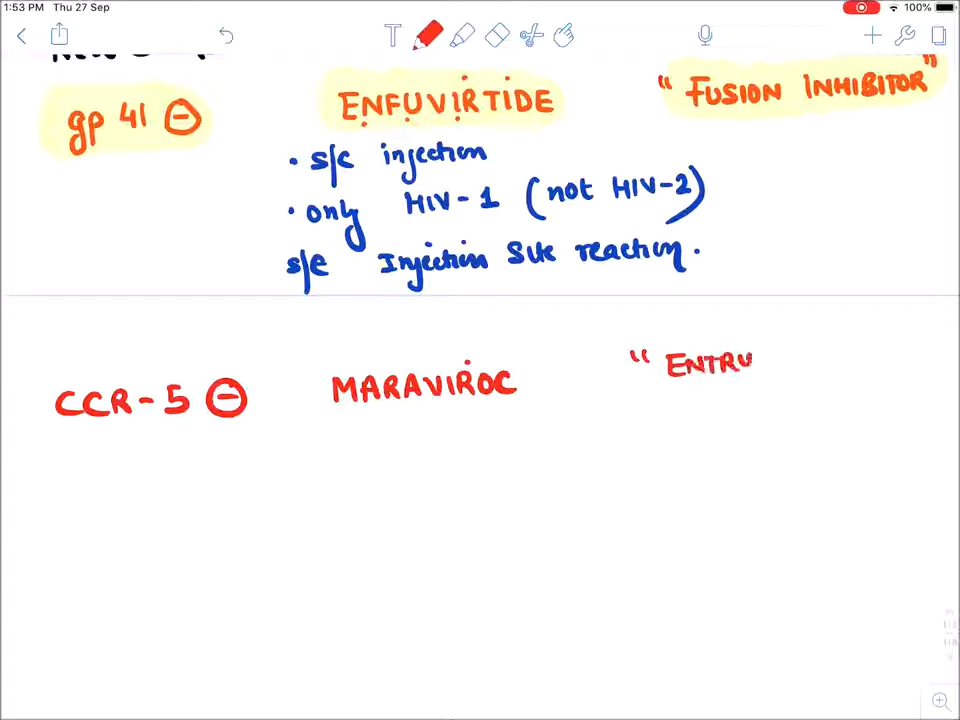 1:53 PM Thu 27 Sep
100%
gp 41 ⊖ ENFUVIRTIDE "FUSION INHIBITOR"
• s/c injection
• only HIV-1 (not HIV-2)
s/e Injection Site reaction.
CCR-5 ⊖ MARAVIROC "ENTRU